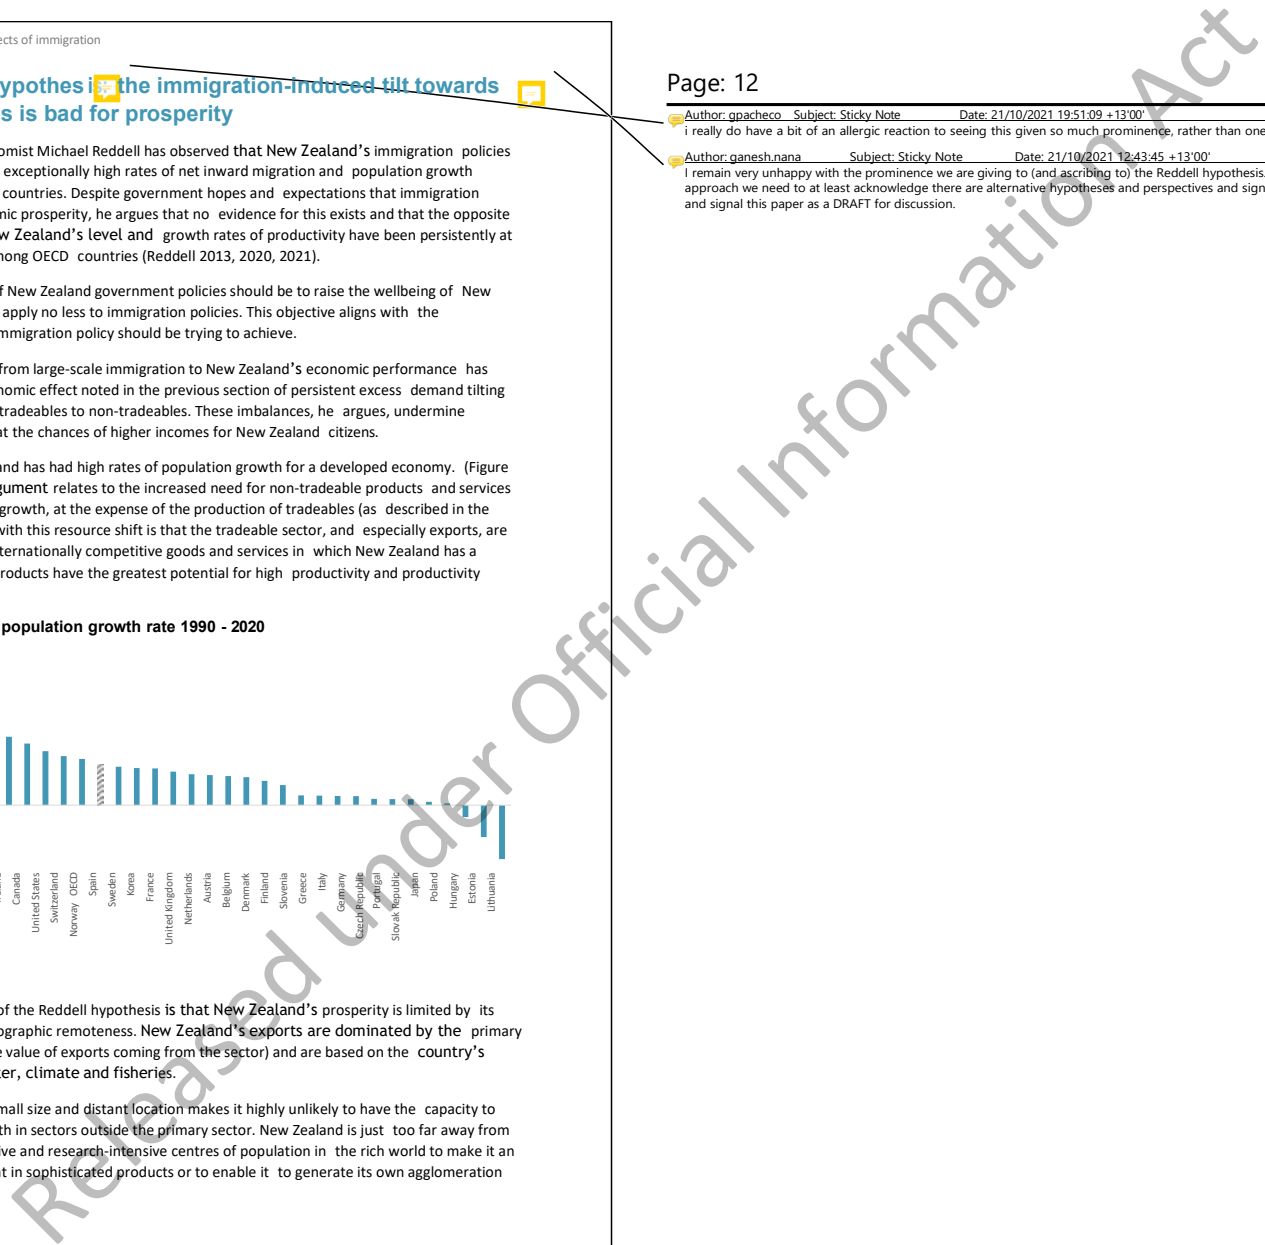 ects of immigration
ypothesis: the immigration-induced tilt towards
s is bad for prosperity
omist Michael Reddell has observed that New Zealand's immigration policies
exceptionally high rates of net inward migration and population growth
countries. Despite government hopes and expectations that immigration
mic prosperity, he argues that no evidence for this exists and that the opposite
w Zealand's level and growth rates of productivity have been persistently at
mong OECD countries (Reddell 2013, 2020, 2021).
f New Zealand government policies should be to raise the wellbeing of New
apply no less to immigration policies. This objective aligns with the
mmigration policy should be trying to achieve.
from large-scale immigration to New Zealand's economic performance has
nomic effect noted in the previous section of persistent excess demand tilting
tradeables to non-tradeables. These imbalances, he argues, undermine
at the chances of higher incomes for New Zealand citizens.
and has had high rates of population growth for a developed economy. (Figure
gument relates to the increased need for non-tradeable products and services
growth, at the expense of the production of tradeables (as described in the
with this resource shift is that the tradeable sector, and especially exports, are
ternationally competitive goods and services in which New Zealand has a
roducts have the greatest potential for high productivity and productivity
population growth rate 1990 - 2020
Canada
United States
Switzerland
Norway OECD
Spain
Sweden
Korea
France
United Kingdom
Netherlands
Austria
Belgium
Denmark
Finland
Slovenia
Greece
Italy
Germany
Czech Republic
Portugal
Slovak Republic
Japan
Poland
Hungary
Estonia
Lithuania
of the Reddell hypothesis is that New Zealand's prosperity is limited by its
ographic remoteness. New Zealand's exports are dominated by the primary
e value of exports coming from the sector) and are based on the country's
ter, climate and fisheries.
mall size and distant location makes it highly unlikely to have the capacity to
th in sectors outside the primary sector. New Zealand is just too far away from
ive and research-intensive centres of population in the rich world to make it an
t in sophisticated products or to enable it to generate its own agglomeration
Page: 12
Author: gpacheco Subject: Sticky Note Date: 21/10/2021 19:51:09 +13'00'
i really do have a bit of an allergic reaction to seeing this given so much prominence, rather than one
Author: ganesh.nana Subject: Sticky Note Date: 21/10/2021 12:43:45 +13'00'
I remain very unhappy with the prominence we are giving to (and ascribing to) the Reddell hypothesis.
approach we need to at least acknowledge there are alternative hypotheses and perspectives and sign
and signal this paper as a DRAFT for discussion.
Released under Official Information Act